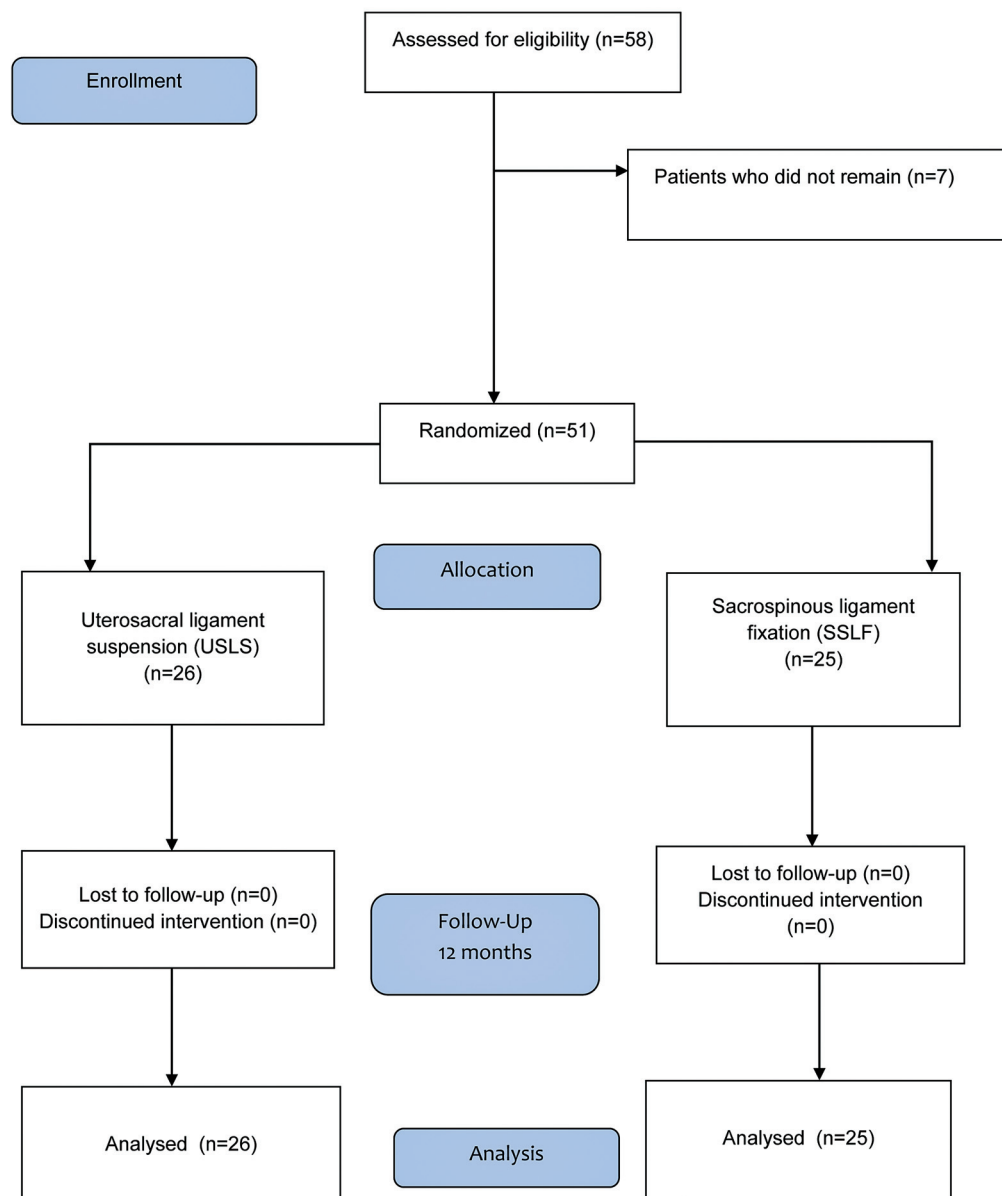 Assessed for eligibility (n=58)
Enrollment
Patients who did not remain (n=7)
Randomized (n=51)
Allocation
Uterosacral ligament
suspension (USLS)
(n=26)
Sacrospinous ligament
fixation (SSLF)
(n=25)
Lost to follow-up (n=0)
Discontinued intervention (n=0)
Follow-Up
12 months
Lost to follow-up (n=0)
Discontinued intervention
(n=0)
Analysed (n=26)
Analysis
Analysed (n=25)